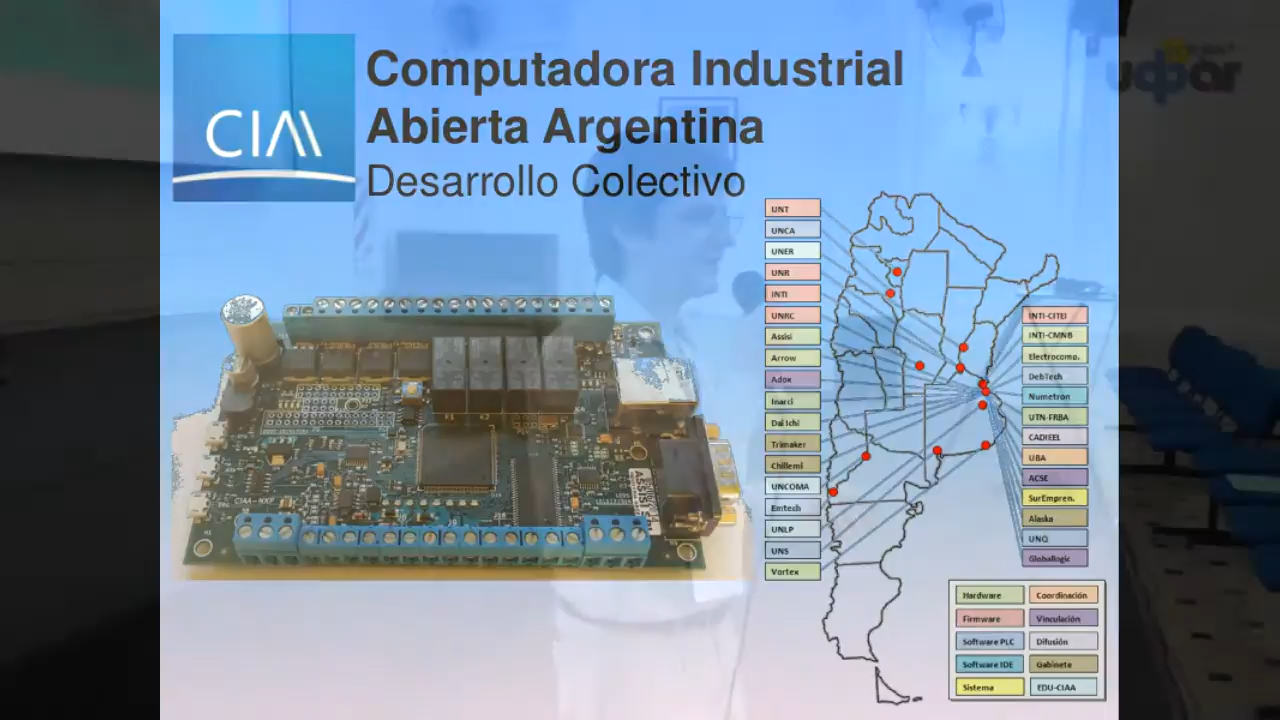 CIAA
Computadora Industrial
Abierta Argentina
Desarrollo Colectivo
UNT
UNCA
UNER
UNR
INTI
UNRC
Assisi
Arrow
Adox
Inarci
Dai Ichi
Trimaker
Chillemi
UNCOMA
Emtech
UNLP
UNS
Vortex
INTI-CITEI
INTI-CMNB
Electrocomp.
DebTech
Numetron
UTN-FRBA
CADIEEL
UBA
ACSE
SurEmpren.
Alaska
UNQ
Globallogic
Hardware
Coordinación
Firmware
Vinculación
Software PLC
Difusión
Software IDE
Gabinete
Sistema
EDU-CIAA
CIAA-NXP